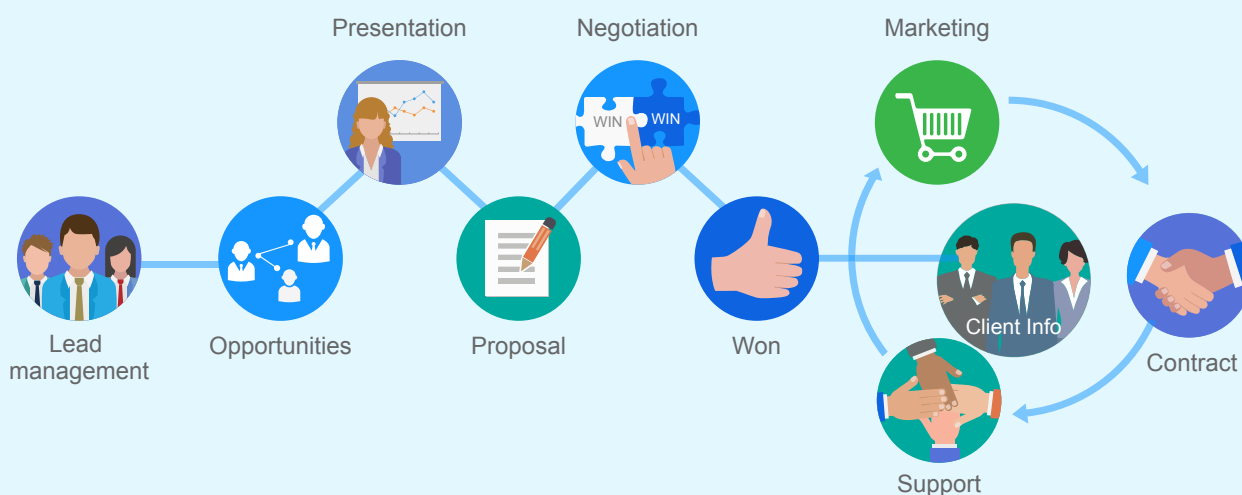 Presentation
Negotiation
Marketing
WIN
WIN
Client Info
Lead
management
Opportunities
Proposal
Won
Contract
Support